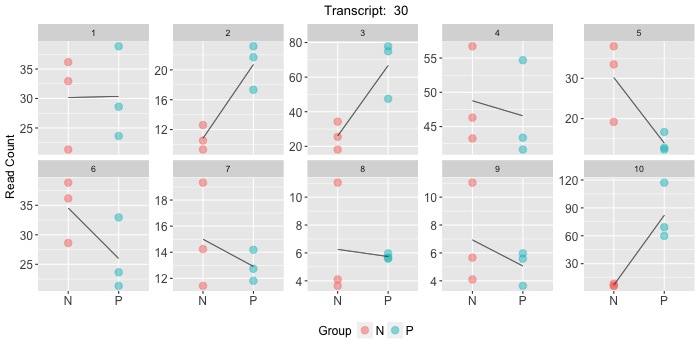 Transcript: 30
1 2 3 4 5
35 30 25
20 16 12
80 60 40 20
55 50 45
30 20
Read Count
6 7 8 9 10
35 30 25
18 16 14 12
10 8 6 4
10 8 6 4
120 90 60 30
N P N P N P N P N P
Group N P